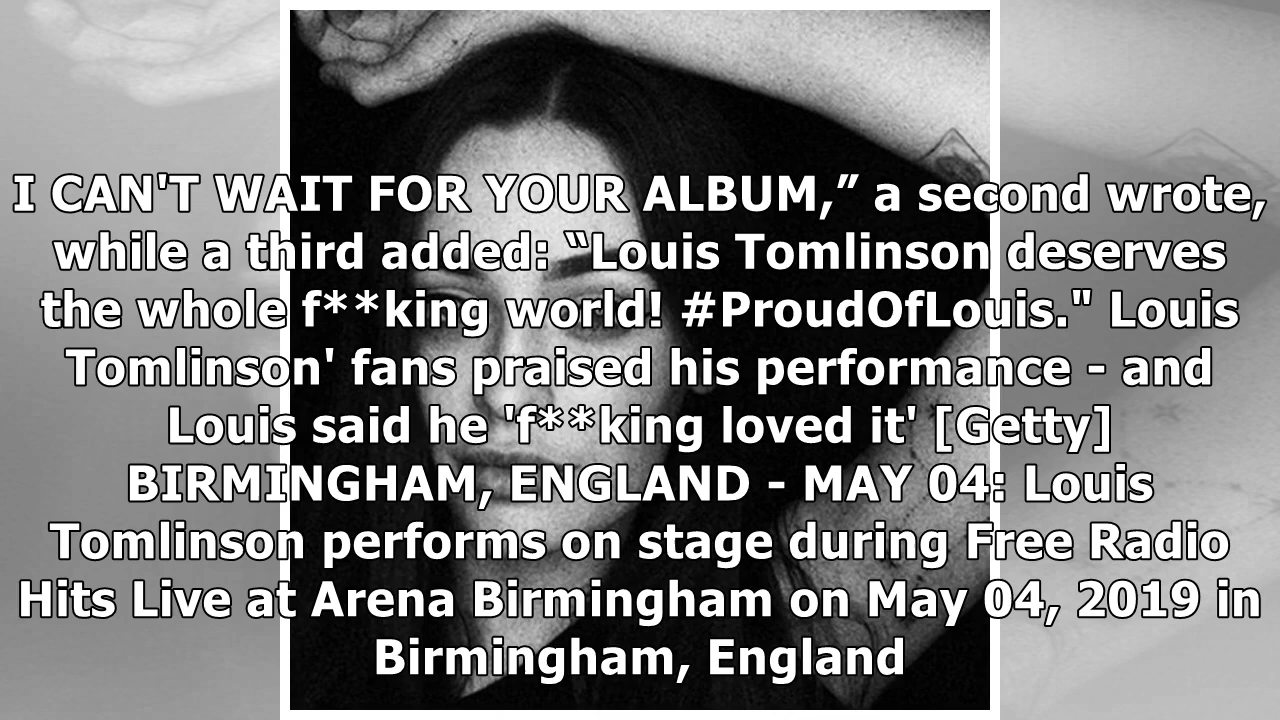 I CAN'T WAIT FOR YOUR ALBUM,” a second wrote,
while a third added: “Louis Tomlinson deserves
the whole f**king world! #ProudOfLouis." Louis
Tomlinson' fans praised his performance - and
Louis said he 'f**king loved it' [Getty]
BIRMINGHAM, ENGLAND - MAY 04: Louis
Tomlinson performs on stage during Free Radio
Hits Live at Arena Birmingham on May 04, 2019 in
Birmingham, England